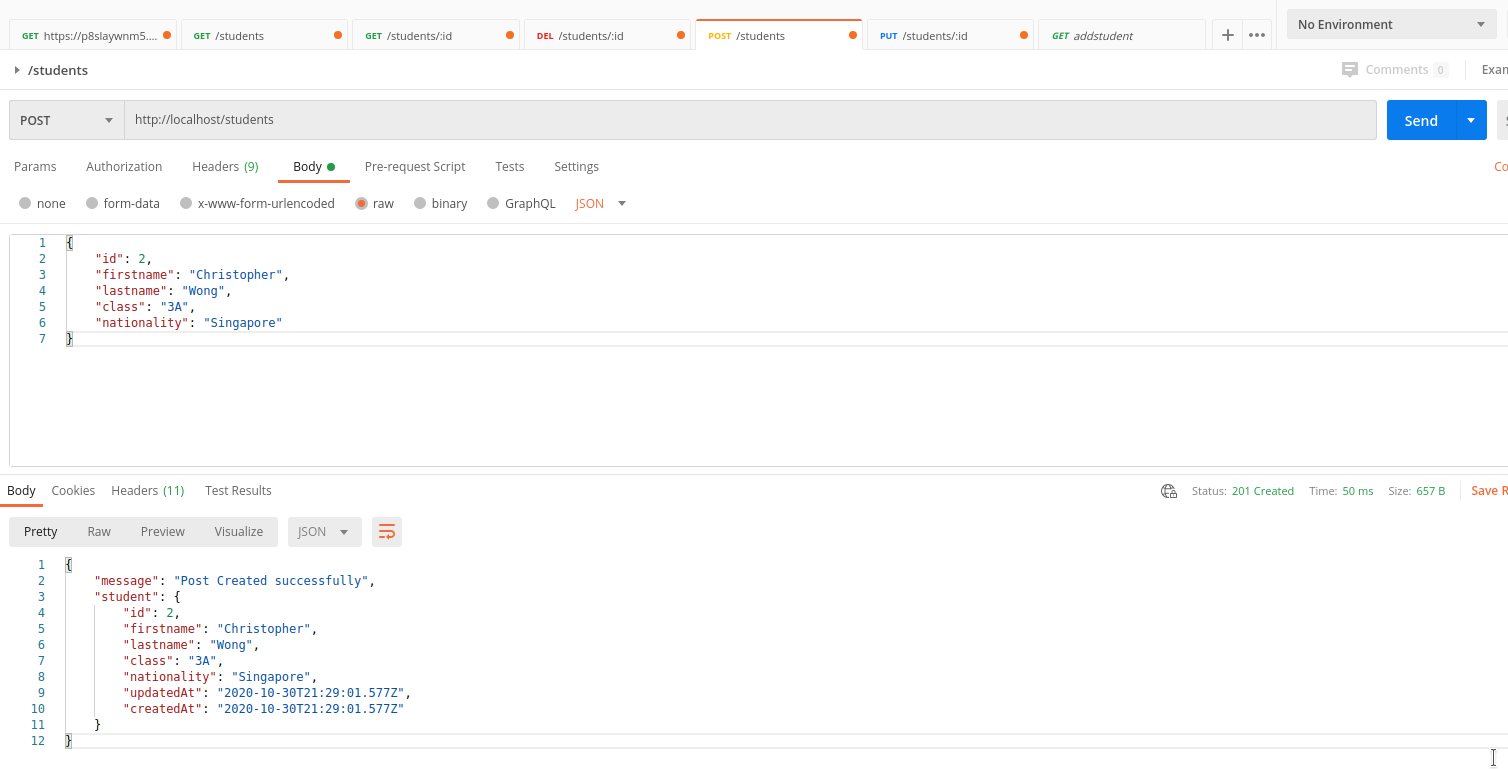 GET https://p8slaywnm5.... GET /students GET /students/:id DEL /students/:id POST /students PUT /students/:id GET addstudent + ••• No Environment
/students Comments 0 Exan
POST http://localhost/students Send
Params Authorization Headers (9) Body Pre-request Script Tests Settings Co
none form-data x-www-form-urlencoded raw binary GraphQL JSON
1 {
2 "id": 2,
3 "firstname": "Christopher",
4 "lastname": "Wong",
5 "class": "3A",
6 "nationality": "Singapore"
7 }
Body Cookies Headers (11) Test Results Status: 201 Created Time: 50 ms Size: 657 B Save R
Pretty Raw Preview Visualize JSON
1 {
2 "message": "Post Created successfully",
3 "student": {
4 "id": 2,
5 "firstname": "Christopher",
6 "lastname": "Wong",
7 "class": "3A",
8 "nationality": "Singapore",
9 "updatedAt": "2020-10-30T21:29:01.577Z",
10 "createdAt": "2020-10-30T21:29:01.577Z"
11 }
12 }